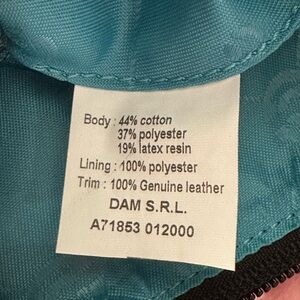 Body : 44% cotton
37% polyester
19% latex resin
Lining : 100% polyester
Trim : 100% Genuine leather
DAM S.R.L.
A71853 012000